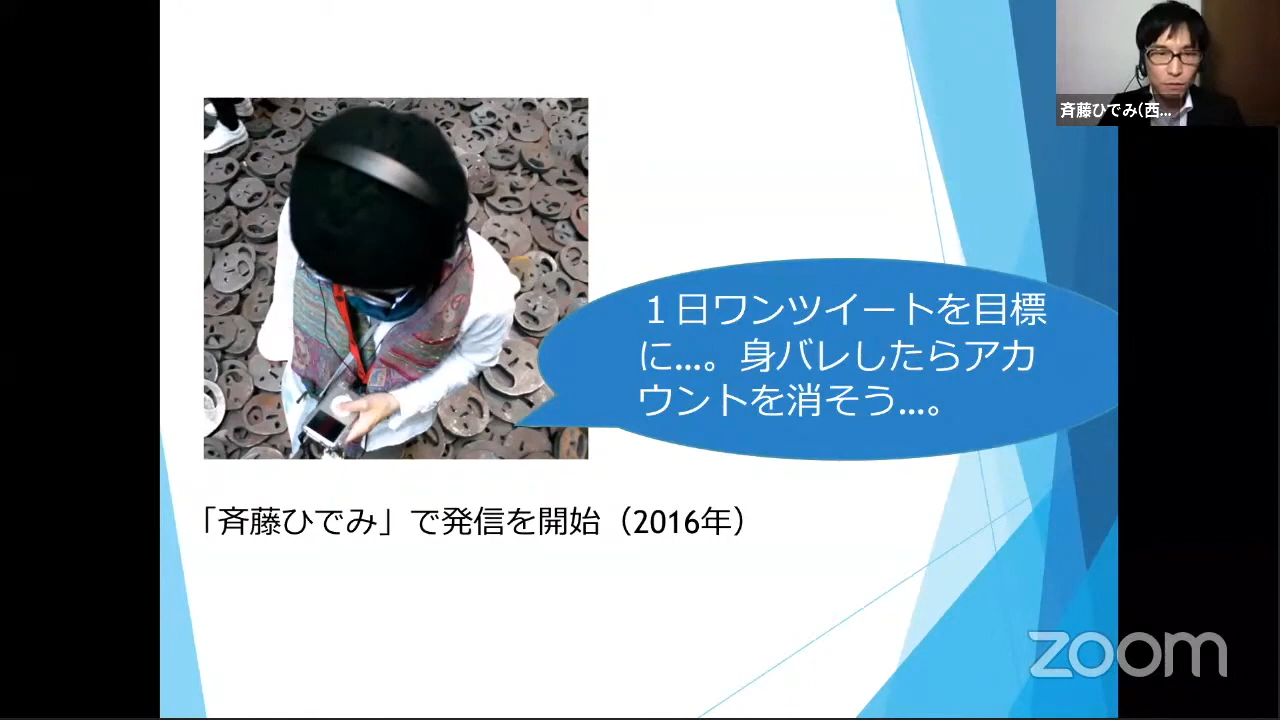 斉藤ひでみ(西...
１日ワンツイートを目標
に…。身バレしたらアカ
ウントを消そう…。
「斉藤ひでみ」で発信を開始（2016年）
zoom